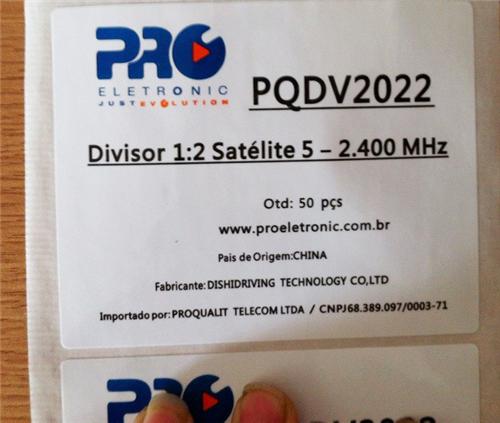 PRO
ELETRONIC
JUST EVOLUTION
PQDV2022
Divisor 1:2 Satélite 5 – 2.400 MHz
Otd: 50 pçs
www.proeletronic.com.br
Pais de Origem:CHINA
Fabricante:DISHIDRIVING TECHNOLOGY CO,LTD
Importado por:PROQUALIT TELECOM LTDA / CNPJ68.389.097/0003-71
PRO